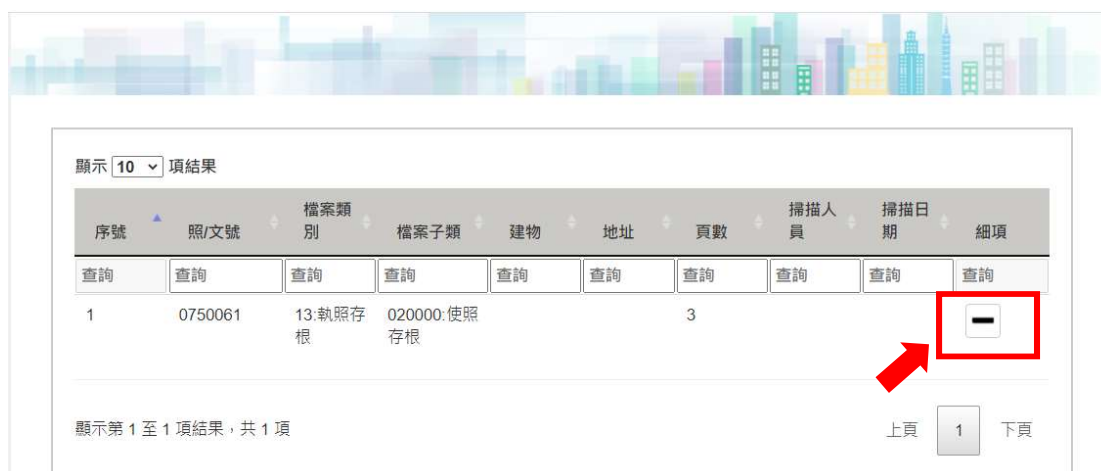 顯示 10 項結果
序號 照/文號 檔案類別 檔案子類 建物 地址 頁數 掃描人員 掃描日期 細項
查詢 查詢 查詢 查詢 查詢 查詢 查詢 查詢 查詢 查詢
1 0750061 13:執照存根 020000:使照存根 3
顯示第 1 至 1 項結果，共 1 項
上頁 1 下頁